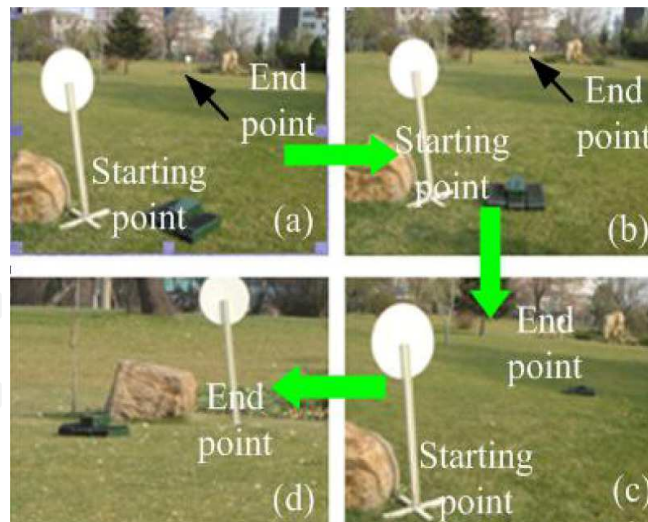 End
point
Starting
point
(a)
End
point
Starting
point
(b)
End
point
(d)
End
point
Starting
point
(c)